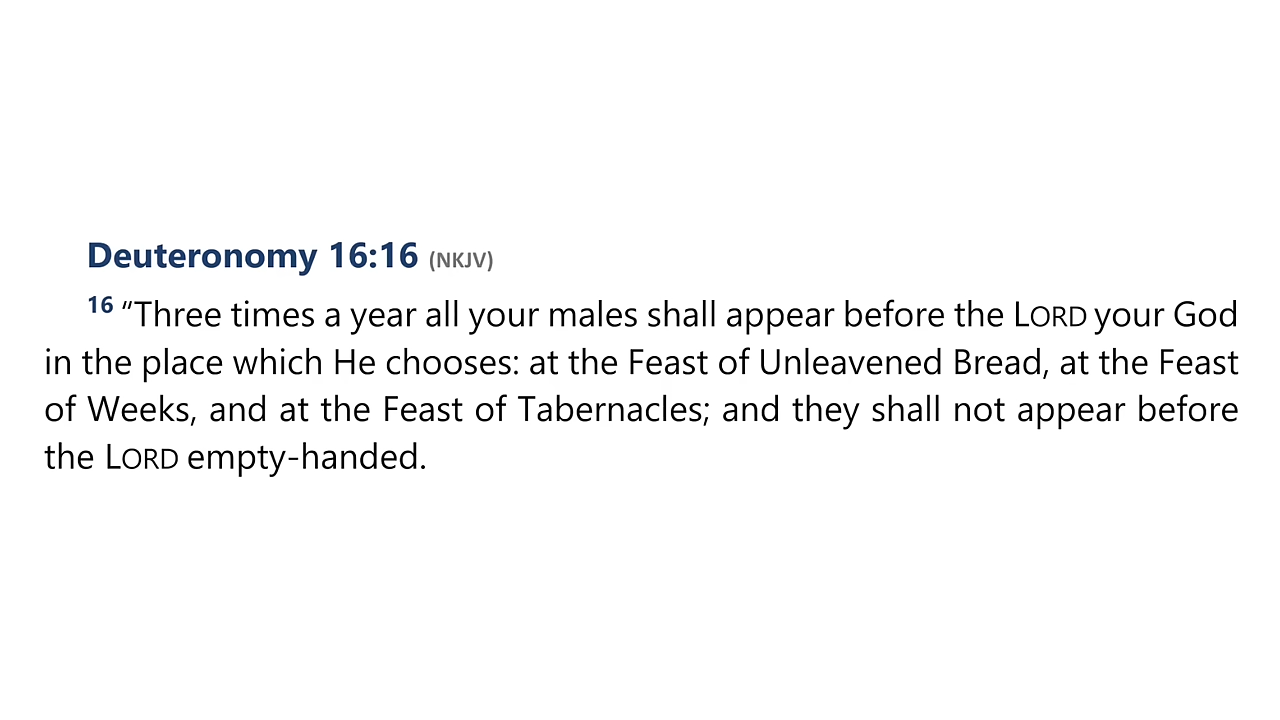 Deuteronomy 16:16 (NKJV)
16 “Three times a year all your males shall appear before the LORD your God
in the place which He chooses: at the Feast of Unleavened Bread, at the Feast
of Weeks, and at the Feast of Tabernacles; and they shall not appear before
the LORD empty-handed.